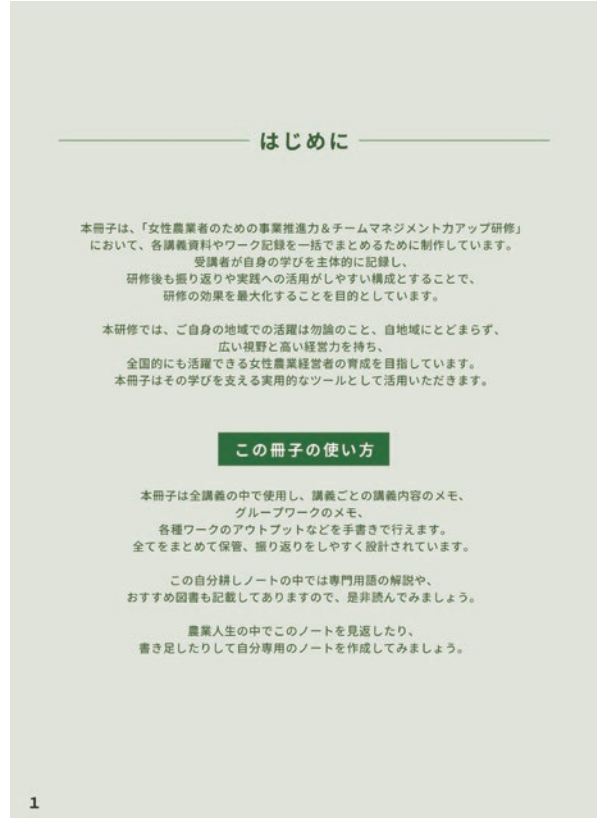 はじめに
本冊子は、「女性農業者のための事業推進力&チームマネジメント力アップ研修」
において、各講義資料やワーク記録を一括でまとめるために制作しています。
受講者が自身の学びを主体的に記録し、
研修後も振り返りや実践への活用がしやすい構成とすることで、
研修の効果を最大化することを目的としています。
本研修では、ご自身の地域での活躍は勿論のこと、自地域にとどまらず、
広い視野と高い経営力を持ち、
全国的にも活躍できる女性農業経営者の育成を目指しています。
本冊子はその学びを支える実用的なツールとして活用いただきます。
この冊子の使い方
本冊子は全講義の中で使用し、講義ごとの講義内容のメモ、
グループワークのメモ、
各種ワークのアウトプットなどを手書きで行えます。
全てをまとめて保管、振り返りをしやすく設計されています。
この自分耕しノートの中では専門用語の解説や、
おすすめ図書も記載してありますので、是非読んでみましょう。
農業人生の中でこのノートを見返したり、
書き足したりして自分専用のノートを作成してみましょう。
1